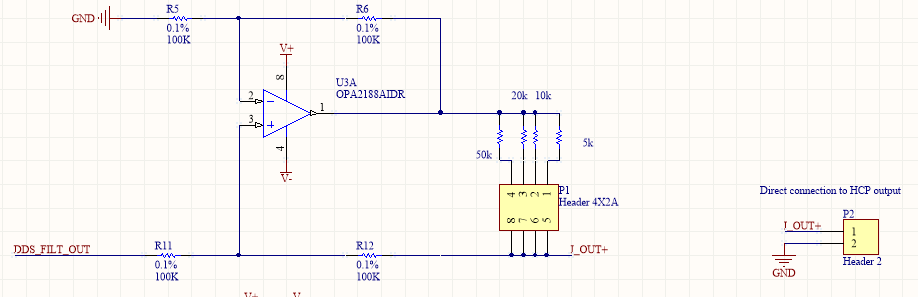 R5
R6
GND
0.1%
0.1%
100K
100K
V+
8
U3A
OPA2188AIDR
2
1
3
20k 10k
4
V-
50k
5k
P1
4 3 2 1
Header 4X2A
8 7 6 5
Direct connection to HCP output
P2
J_OUT+
1
2
Header 2
GND
DDS_FILT_OUT
R11
R12
J_OUT+
0.1%
0.1%
100K
100K
V+